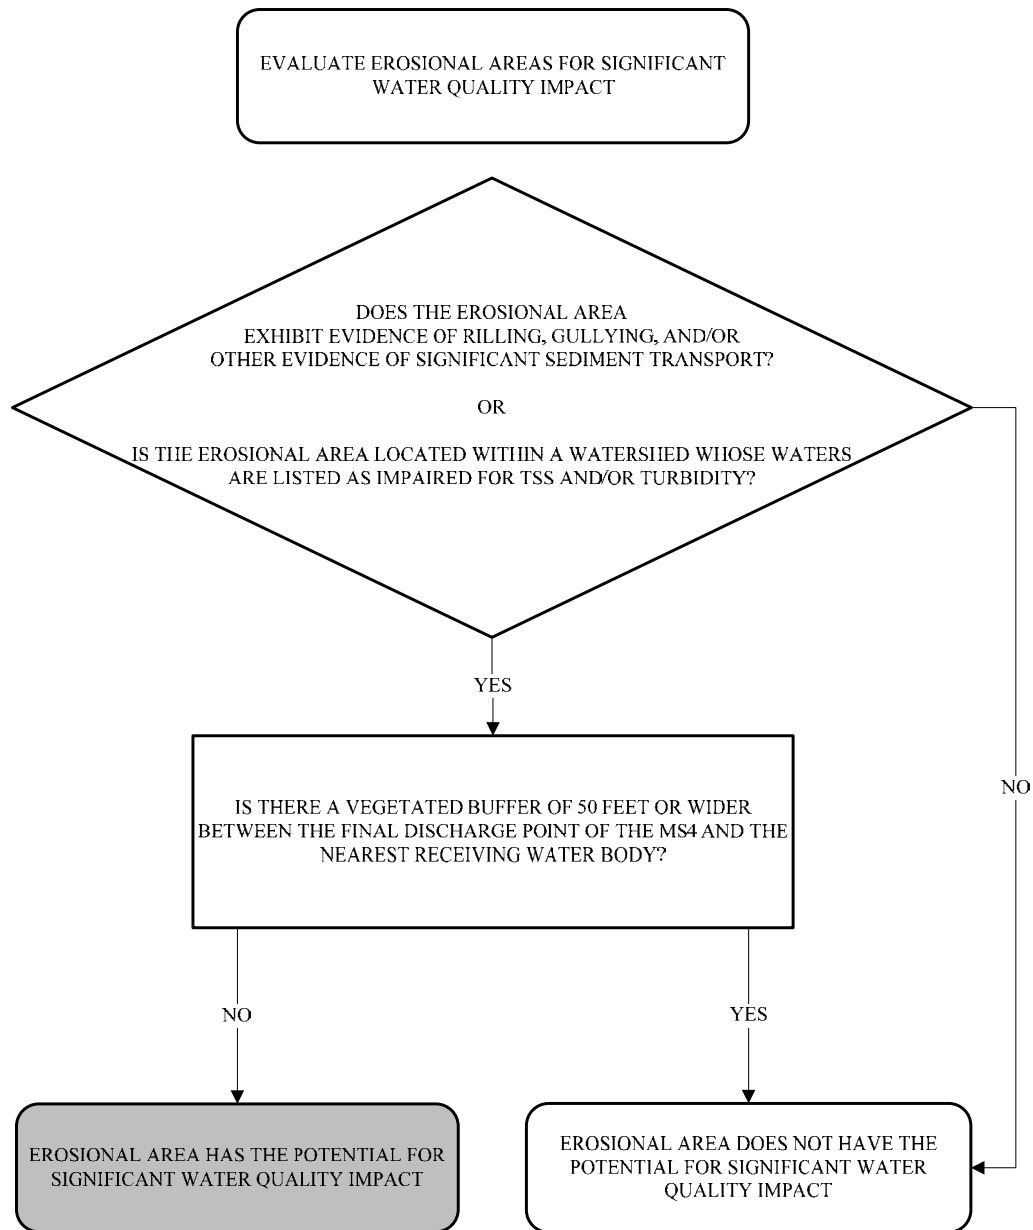 EVALUATE EROSIONAL AREAS FOR SIGNIFICANT
WATER QUALITY IMPACT
DOES THE EROSIONAL AREA
EXHIBIT EVIDENCE OF RILLING, GULLYING, AND/OR
OTHER EVIDENCE OF SIGNIFICANT SEDIMENT TRANSPORT?
OR
IS THE EROSIONAL AREA LOCATED WITHIN A WATERSHED WHOSE WATERS
ARE LISTED AS IMPAIRED FOR TSS AND/OR TURBIDITY?
YES
NO
IS THERE A VEGETATED BUFFER OF 50 FEET OR WIDER
BETWEEN THE FINAL DISCHARGE POINT OF THE MS4 AND THE
NEAREST RECEIVING WATER BODY?
NO
YES
EROSIONAL AREA HAS THE POTENTIAL FOR
SIGNIFICANT WATER QUALITY IMPACT
EROSIONAL AREA DOES NOT HAVE THE
POTENTIAL FOR SIGNIFICANT WATER
QUALITY IMPACT